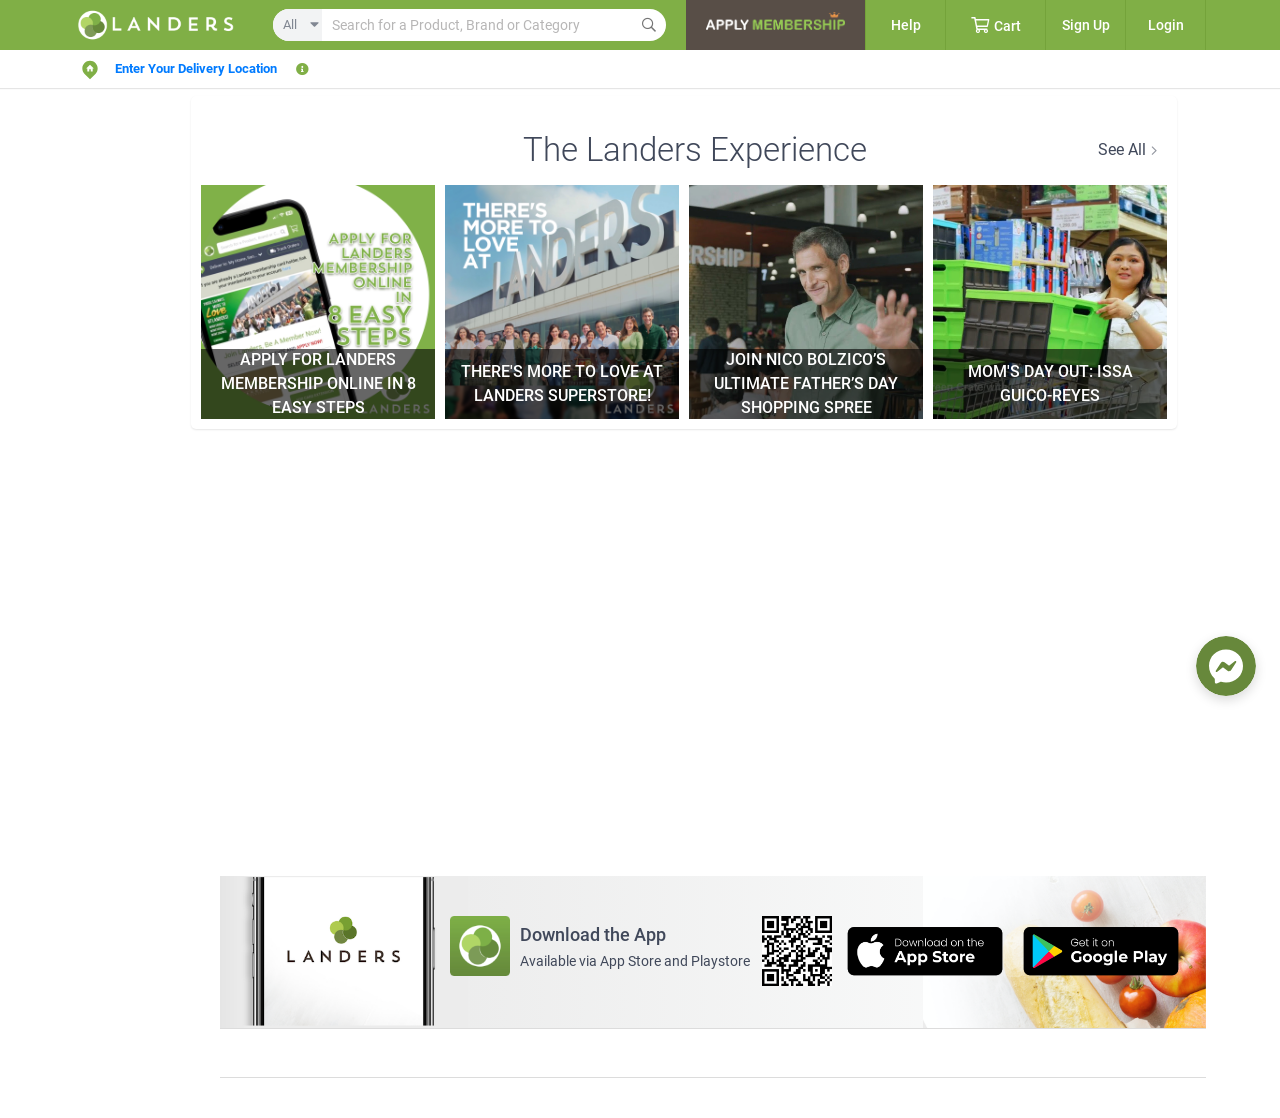 LANDERS
All
Search for a Product, Brand or Category
APPLY MEMBERSHIP
Help
Cart
Sign Up
Login
Enter Your Delivery Location
The Landers Experience
See All
APPLY FOR
LANDERS
MEMBERSHIP
ONLINE
IN
8 EASY
STEPS
APPLY FOR LANDERS
MEMBERSHIP ONLINE IN 8
EASY STEPS
LANDERS
THERE'S
MORE TO
LOVE
AT
LANDERS
THERE'S MORE TO LOVE AT
LANDERS SUPERSTORE!
LANDERS
JOIN NICO BOLZICO’S
ULTIMATE FATHER’S DAY
SHOPPING SPREE
MOM'S DAY OUT: ISSA
GUICO-REYES
LANDERS
Download the App
Available via App Store and Playstore
Download on the
App Store
Get it on
Google Play